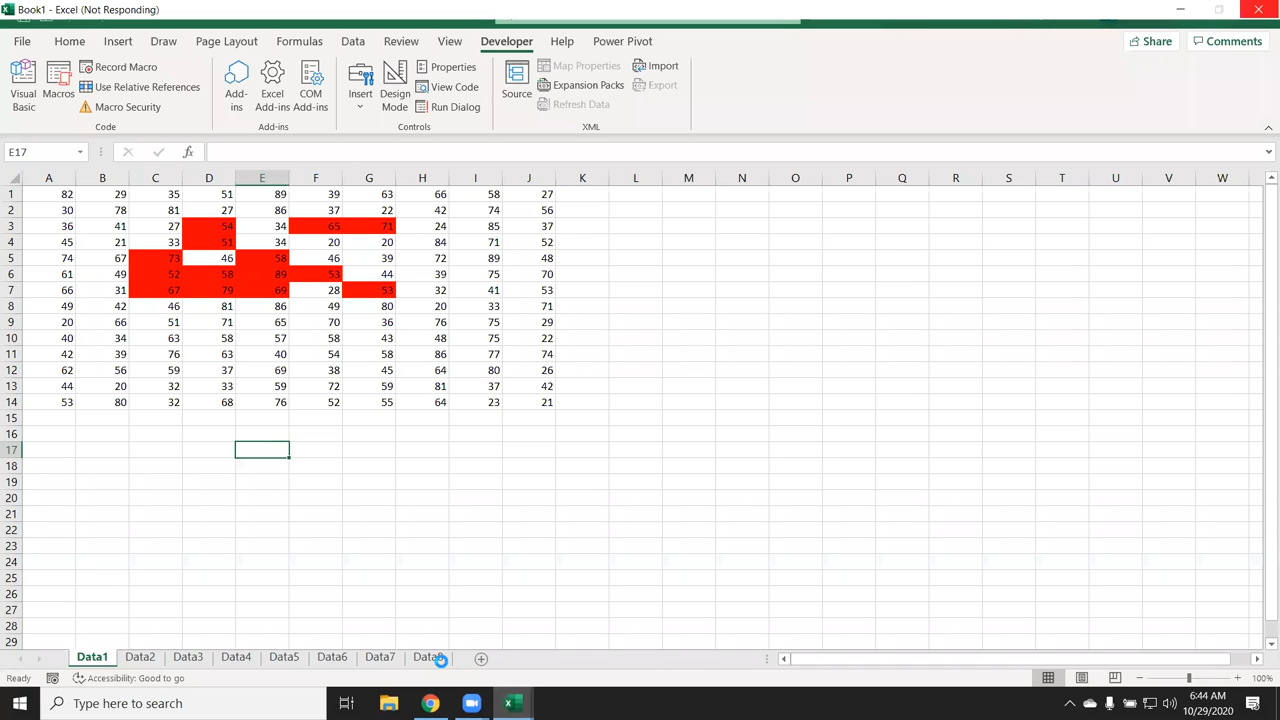 Book1 - Excel (Not Responding)
File Home Insert Draw Page Layout Formulas Data Review View Developer Help Power Pivot Share Comments
Visual Basic
Macros
Record Macro
Use Relative References
Macro Security
Code
Add-ins
Excel Add-ins
COM Add-ins
Add-ins
Insert
Design Mode
Properties
View Code
Run Dialog
Controls
Source
Map Properties
Expansion Packs
Refresh Data
Import
Export
XML
E17 fx
A B C D E F G H I J K L M N O P Q R S T U V W
1 82 29 35 51 89 39 63 66 58 27
2 30 78 81 27 86 37 22 42 74 56
3 36 41 27 54 34 65 71 24 85 37
4 45 21 33 51 34 20 20 84 71 52
5 74 67 73 46 58 46 39 72 89 48
6 61 49 52 58 89 53 44 39 75 70
7 66 31 67 79 69 28 53 32 41 53
8 49 42 46 81 86 49 80 20 33 71
9 20 66 51 71 65 70 36 76 75 29
10 40 34 63 58 57 58 43 48 75 22
11 42 39 76 63 40 54 58 86 77 74
12 62 56 59 37 69 38 45 64 80 26
13 44 20 32 33 59 72 59 81 37 42
14 53 80 32 68 76 52 55 64 23 21
15
16
17
18
19
20
21
22
23
24
25
26
27
28
29
Data1 Data2 Data3 Data4 Data5 Data6 Data7
Ready Accessibility: Good to go 100%
Type here to search
6:44 AM
10/29/2020